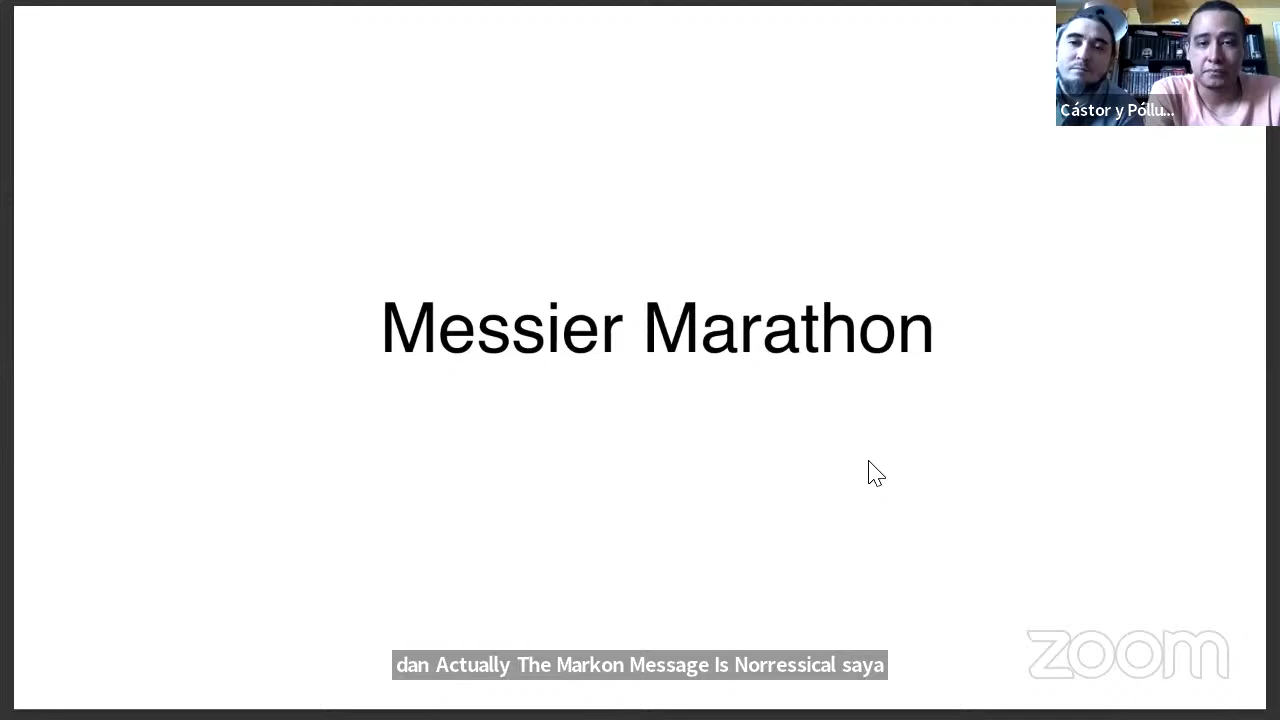 Cástor y Póllu...
Messier Marathon
dan Actually The Markon Message Is Norressical saya
zoom